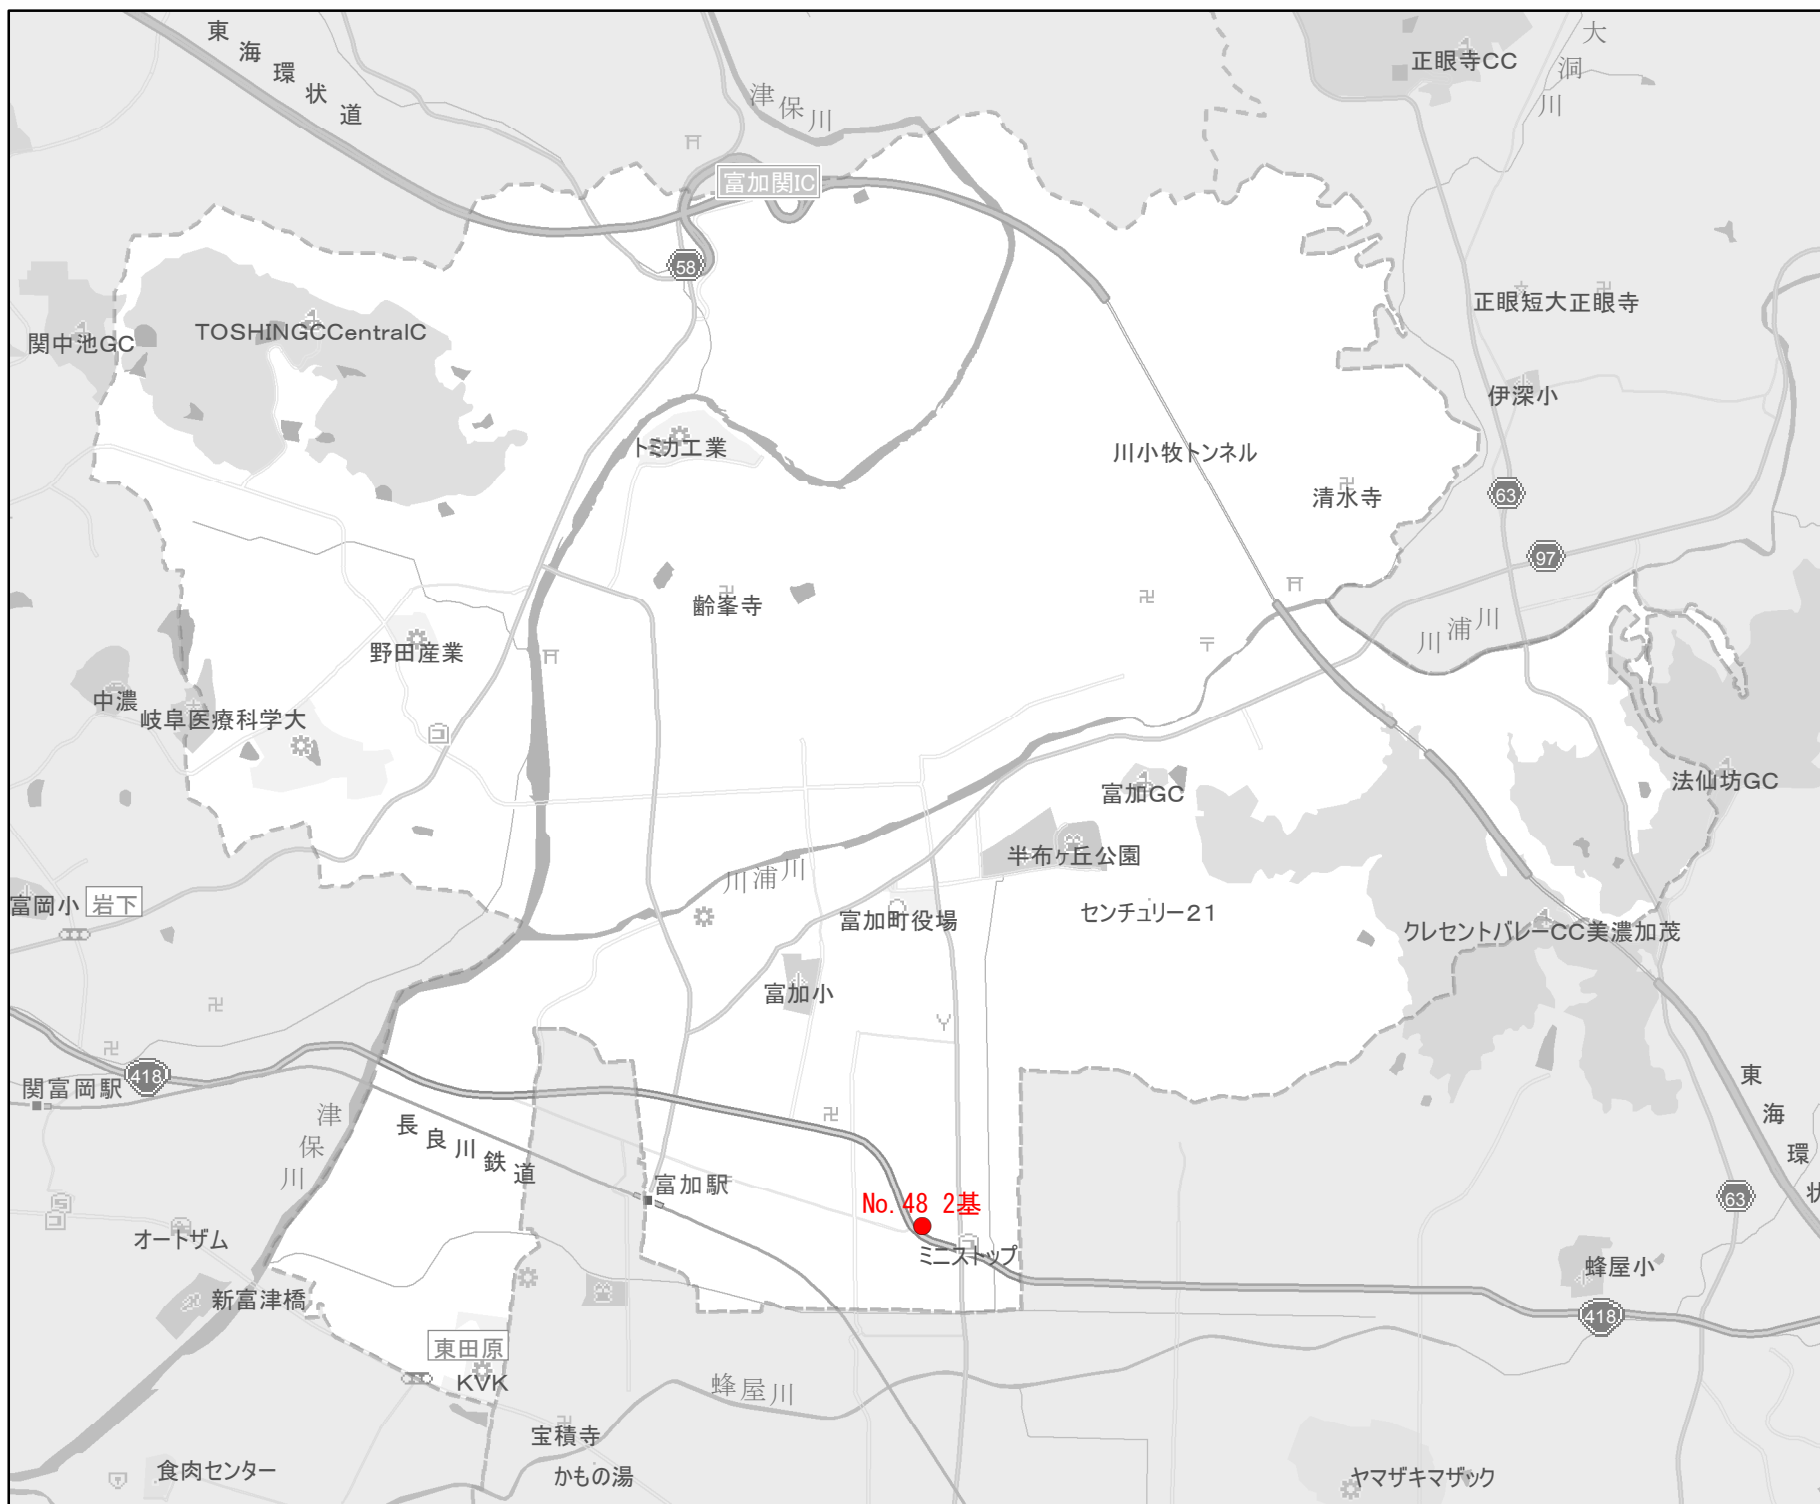 東海環状道
津保川
大洞川
正眼寺CC
富加関IC
58
関中池GC
TOSHINGCCentralC
正眼短大
正眼寺
伊深小
トミカ工業
川小牧トンネル
清水寺
63
97
齢峯寺
野田産業
川浦川
中濃
岐阜医療科学大
富加GC
法仙坊GC
半布ヶ丘公園
川浦川
富岡小
岩下
富加町役場
センチュリー21
クレセントバレーCC美濃加茂
富加小
418
関富岡駅
津保川
長良川鉄道
東海環状
富加駅
No.48 2基
63
オートザム
ミニストップ
蜂屋小
新富津橋
418
東田原
KVK
蜂屋川
宝積寺
食肉センター
かもの湯
ヤマザキマザック